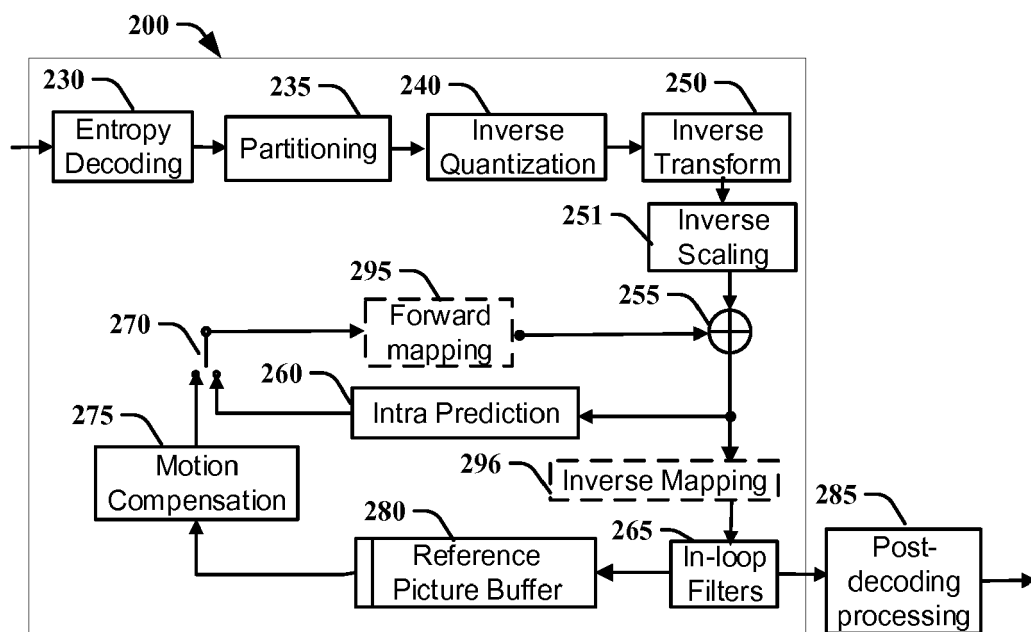 200
230
235
240
250
Entropy
Decoding
Partitioning
Inverse
Quantization
Inverse
Transform
251
Inverse
Scaling
295
255
Forward
mapping
270
260
Intra Prediction
275
Motion
Compensation
296
Inverse Mapping
280
265
285
Reference
Picture Buffer
In-loop
Filters
Post-
decoding
processing